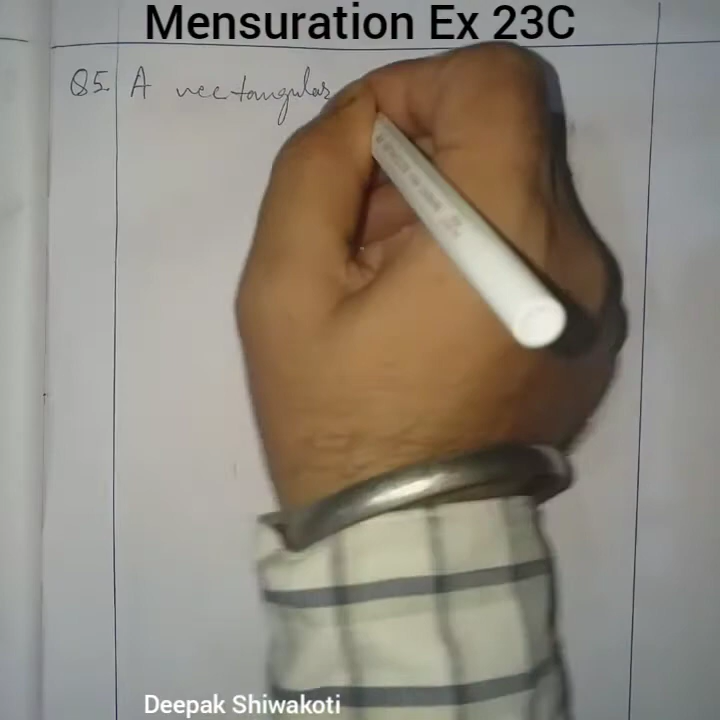 Mensuration Ex 23C
Q5. A rectangular
Deepak Shiwakoti